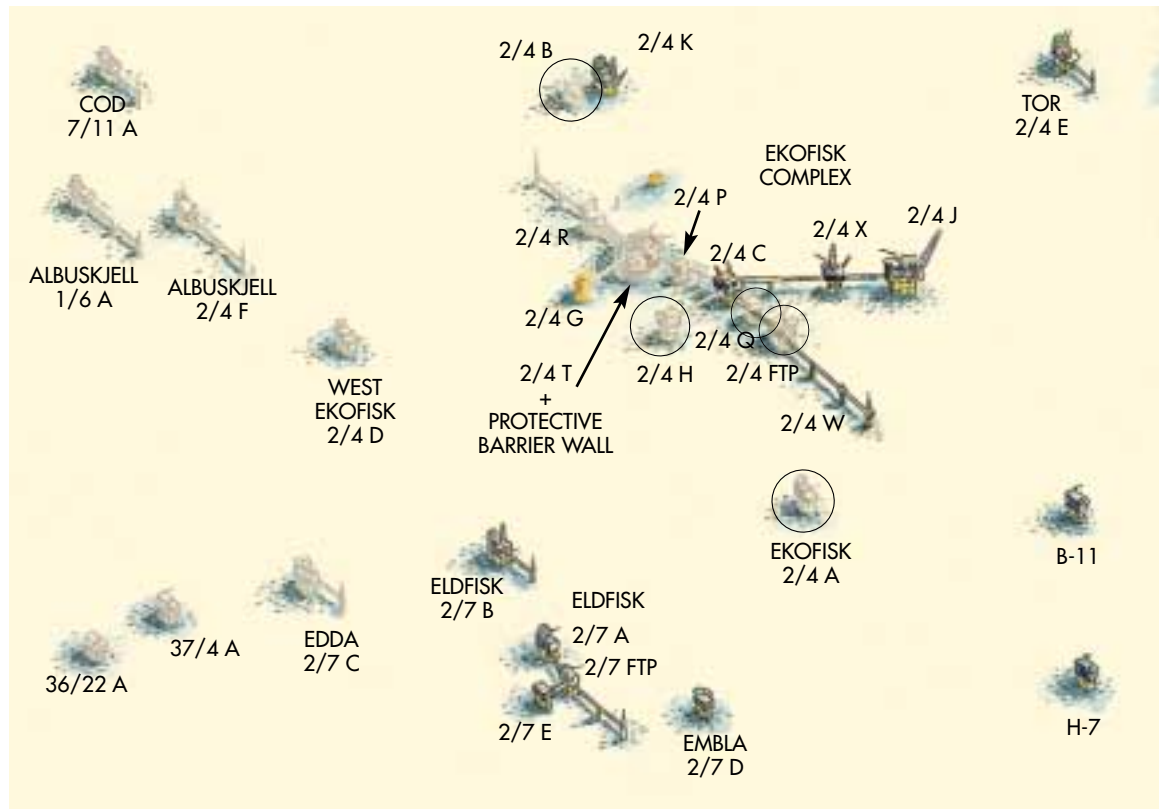 2/4 B
2/4 K
COD
7/11 A
TOR
2/4 E
EKOFISK
COMPLEX
2/4 P
2/4 R
2/4 C
2/4 X
2/4 J
ALBUSKJELL
1/6 A
ALBUSKJELL
2/4 F
2/4 G
2/4 Q
2/4 T
+
PROTECTIVE
BARRIER WALL
2/4 H
2/4 FTP
2/4 W
WEST
EKOFISK
2/4 D
EKOFISK
2/4 A
B-11
ELDFISK
2/7 B
ELDFISK
2/7 A
2/7 FTP
2/7 E
EDDA
2/7 C
37/4 A
36/22 A
EMBLA
2/7 D
H-7